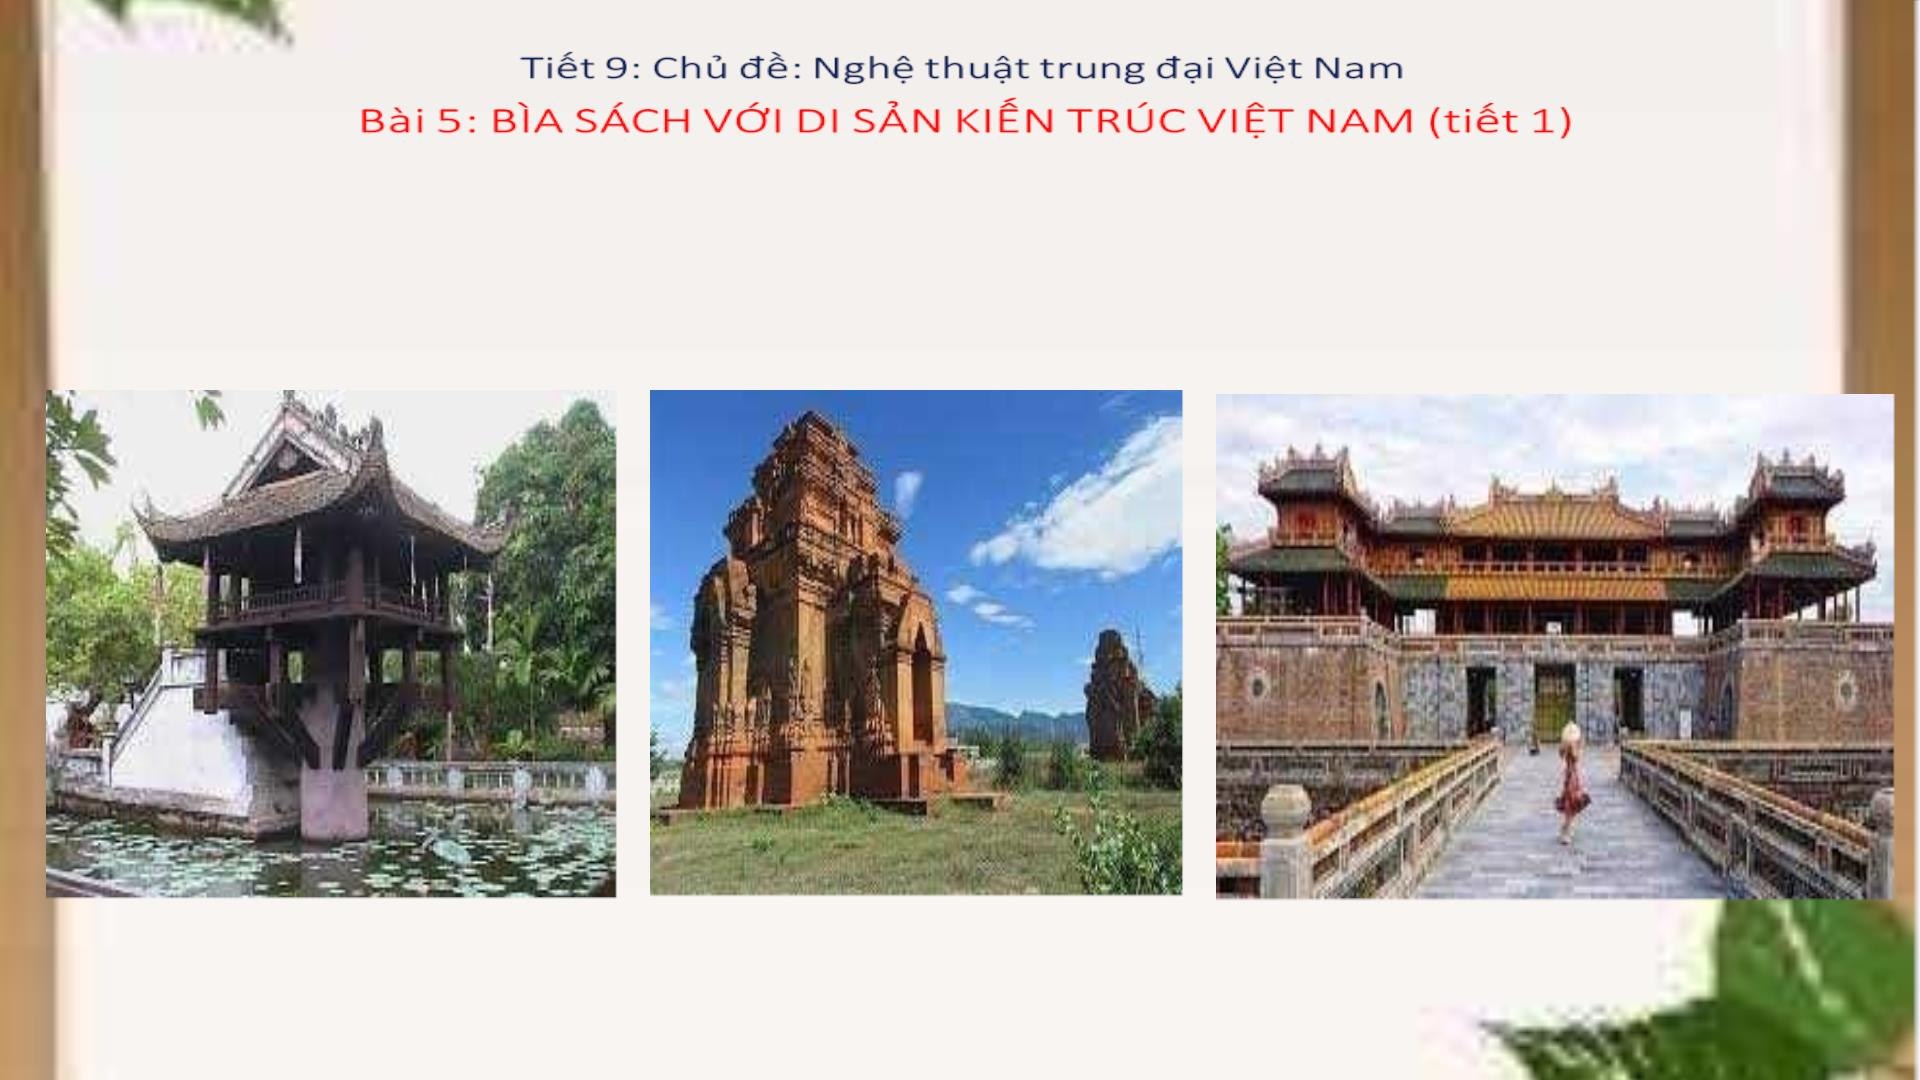 Tiết 9: Chủ đề: Nghệ thuật trung đại Việt Nam
Bài 5: BÌA SÁCH VỚI DI SẢN KIẾN TRÚC VIỆT NAM (tiết 1)